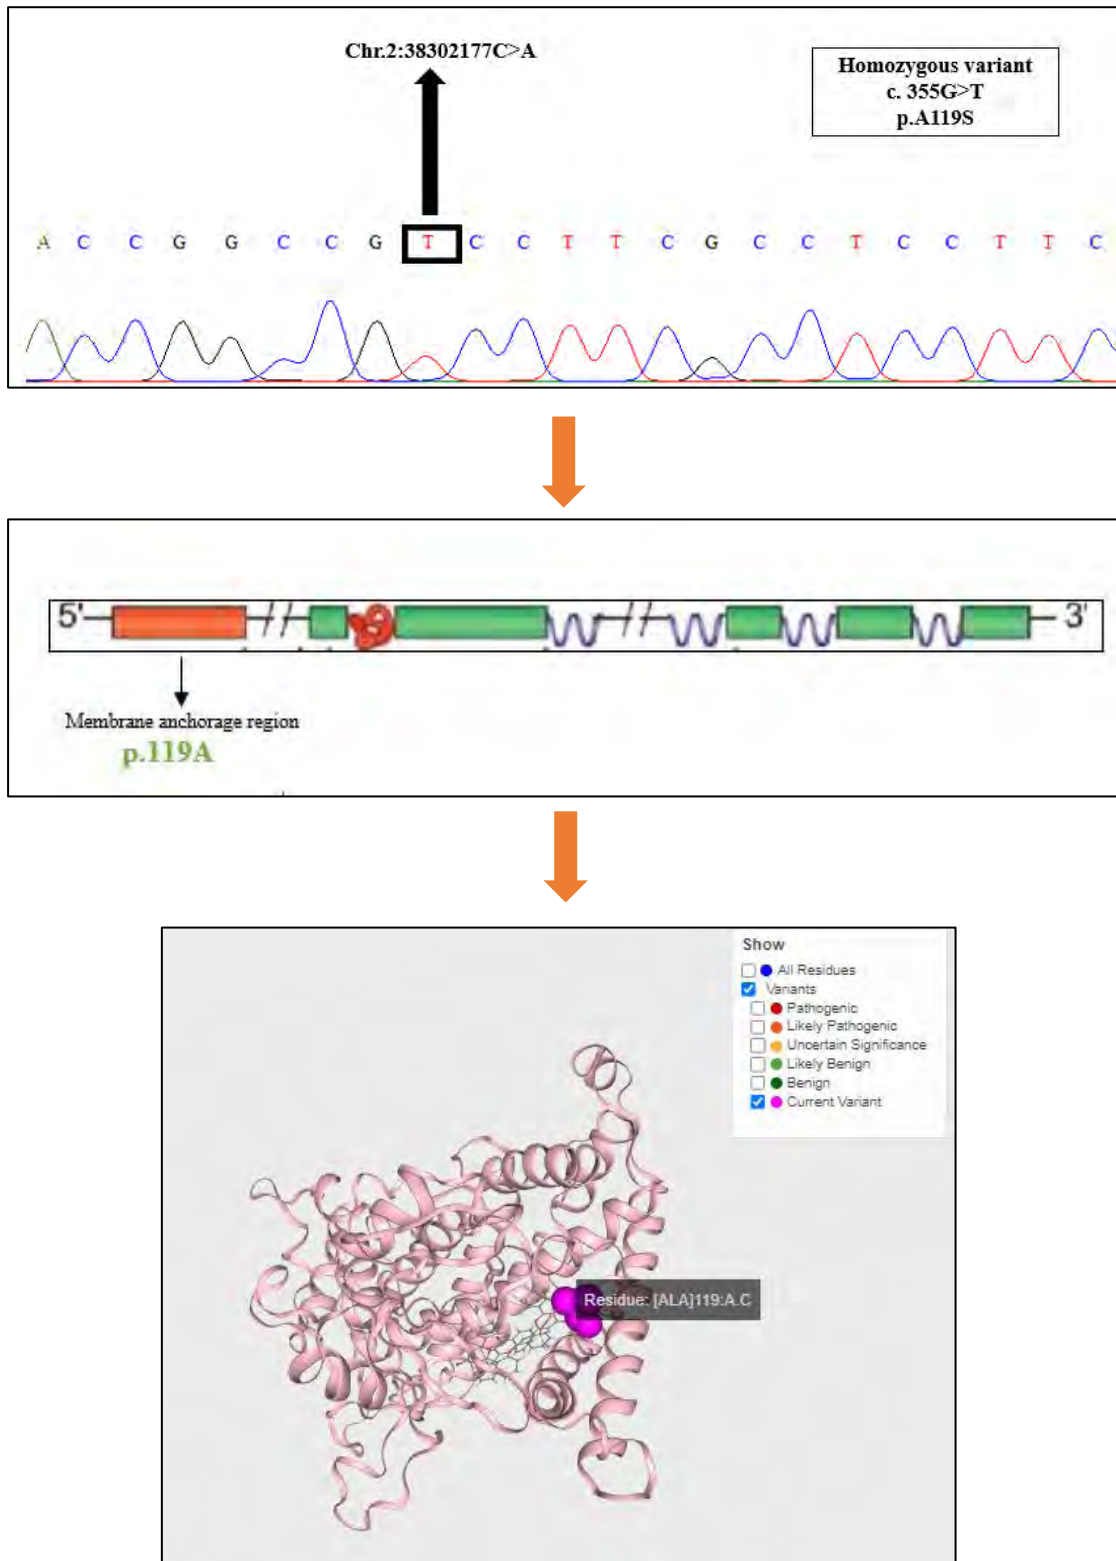 Chr.2:38302177C>A
Homozygous variant
c. 355G>T
p.A119S
A C C G G C C G T C C T T C G C C T C C T T C
5' 3'
Membrane anchorage region
p.119A
Show
All Residues
Variants
Pathogenic
Likely Pathogenic
Uncertain Significance
Likely Benign
Benign
Current Variant
Residue: [ALA]119:A.C